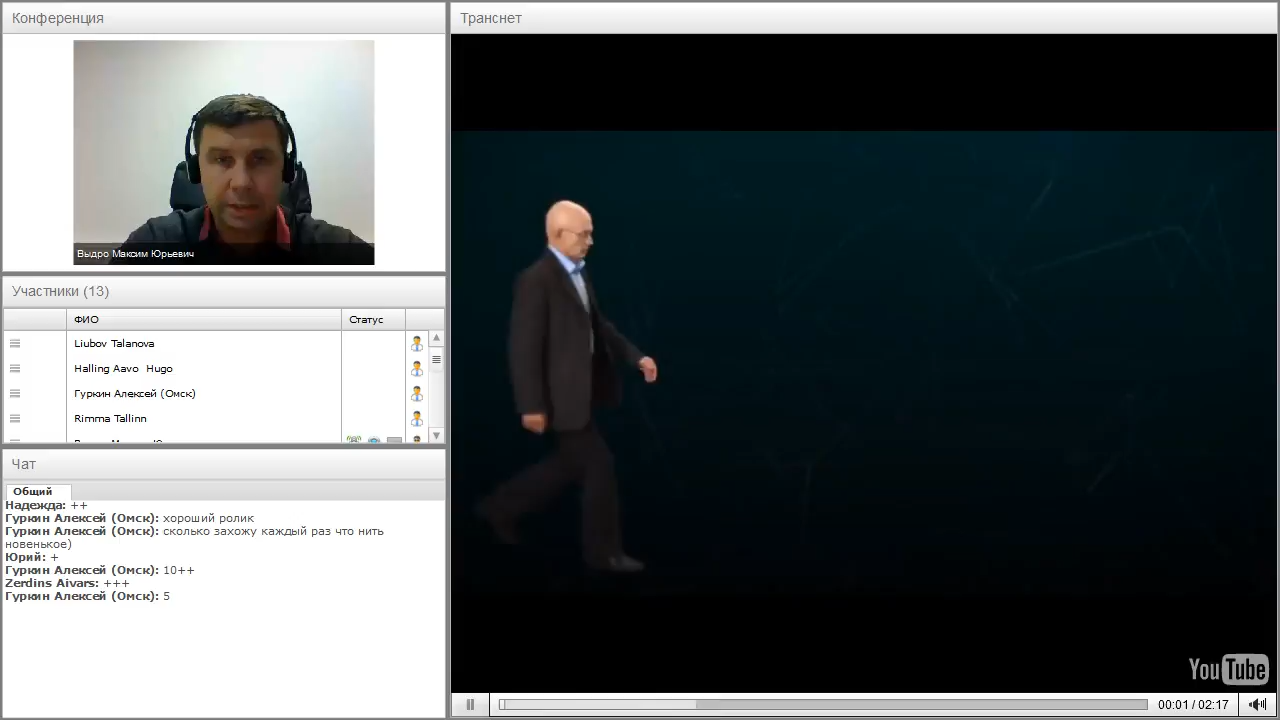 Конференция
Выдро Максим Юрьевич
Участники (13)
ФИО
Статус
Liubov Talanova
Halling Aavo Hugo
Гуркин Алексей (Омск)
Rimma Tallinn
Чат
Общий
Надежда: ++
Гуркин Алексей (Омск): хороший ролик
Гуркин Алексей (Омск): сколько захожу каждый раз что нить
новенькое)
Юрий: +
Гуркин Алексей (Омск): 10++
Zerdins Aivars: +++
Гуркин Алексей (Омск): 5
Транснет
YouTube
00:01 / 02:17